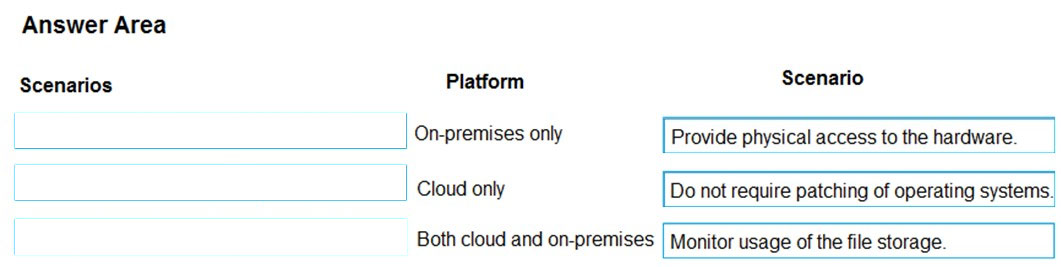 Answer Area
Scenarios Platform Scenario
On-premises only Provide physical access to the hardware.
Cloud only Do not require patching of operating systems.
Both cloud and on-premises Monitor usage of the file storage.